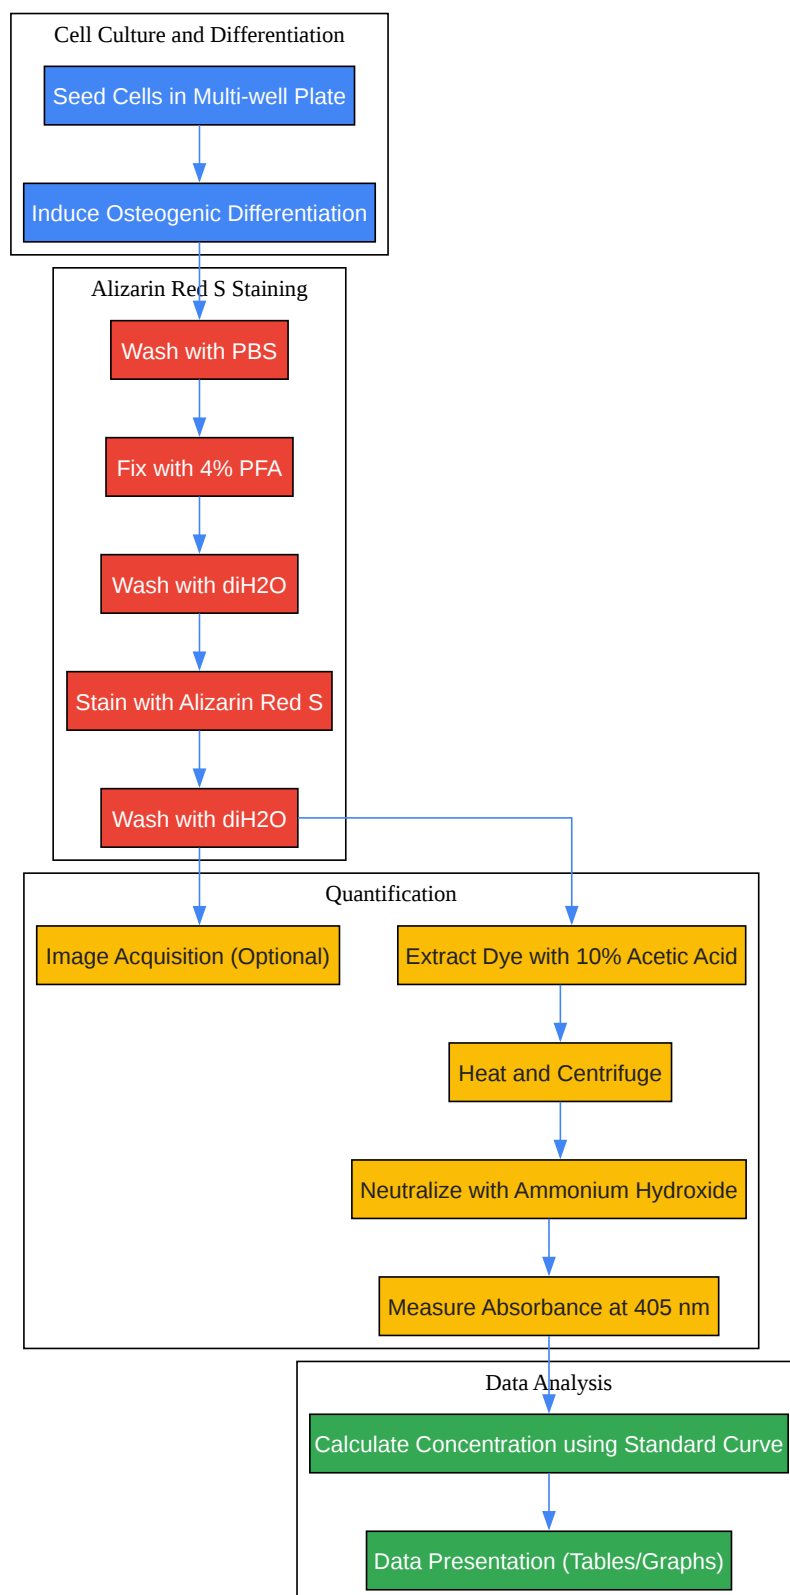 Cell Culture and Differentiation
Seed Cells in Multi-well Plate
Induce Osteogenic Differentiation
Alizarin Red S Staining
Wash with PBS
Fix with 4% PFA
Wash with diH2O
Stain with Alizarin Red S
Wash with diH2O
Quantification
Image Acquisition (Optional)
Extract Dye with 10% Acetic Acid
Heat and Centrifuge
Neutralize with Ammonium Hydroxide
Measure Absorbance at 405 nm
Data Analysis
Calculate Concentration using Standard Curve
Data Presentation (Tables/Graphs)